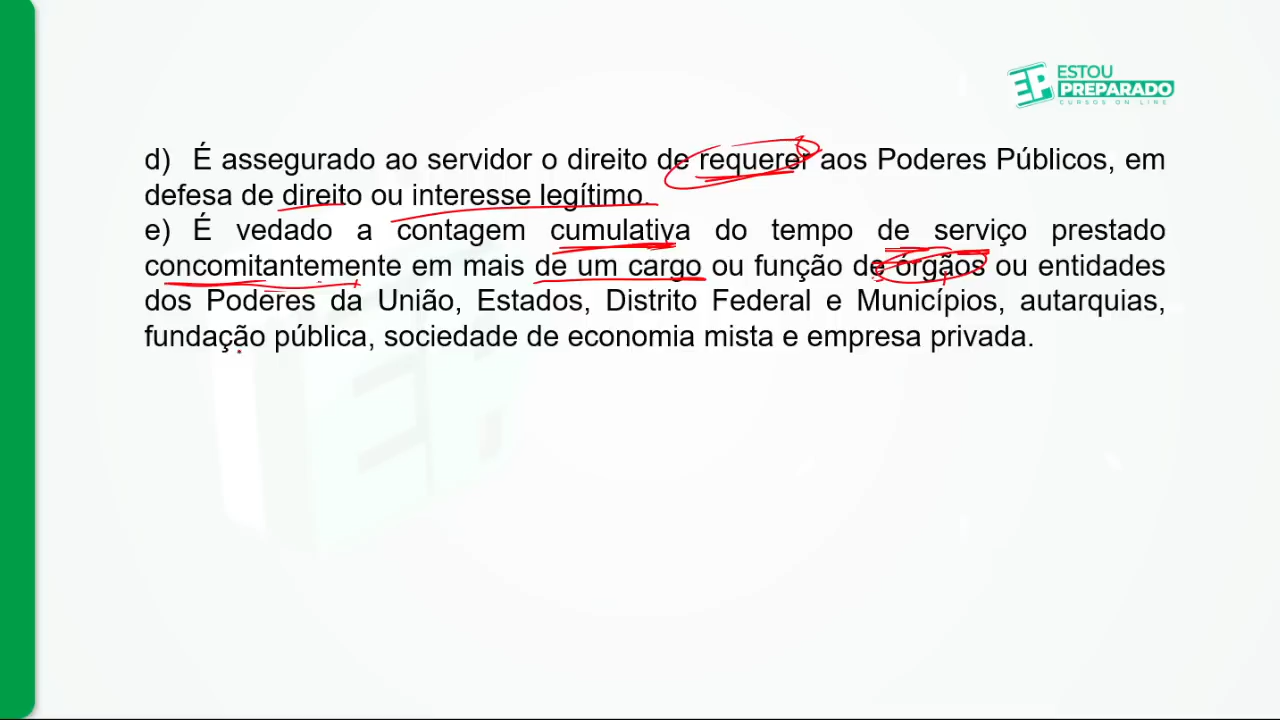 ESTOU
PREPARADO
CURSOS ON LINE
d) É assegurado ao servidor o direito de requerer aos Poderes Públicos, em
defesa de direito ou interesse legítimo.
e) É vedado a contagem cumulativa do tempo de serviço prestado
concomitantemente em mais de um cargo ou função de órgãos ou entidades
dos Poderes da União, Estados, Distrito Federal e Municípios, autarquias,
fundação pública, sociedade de economia mista e empresa privada.